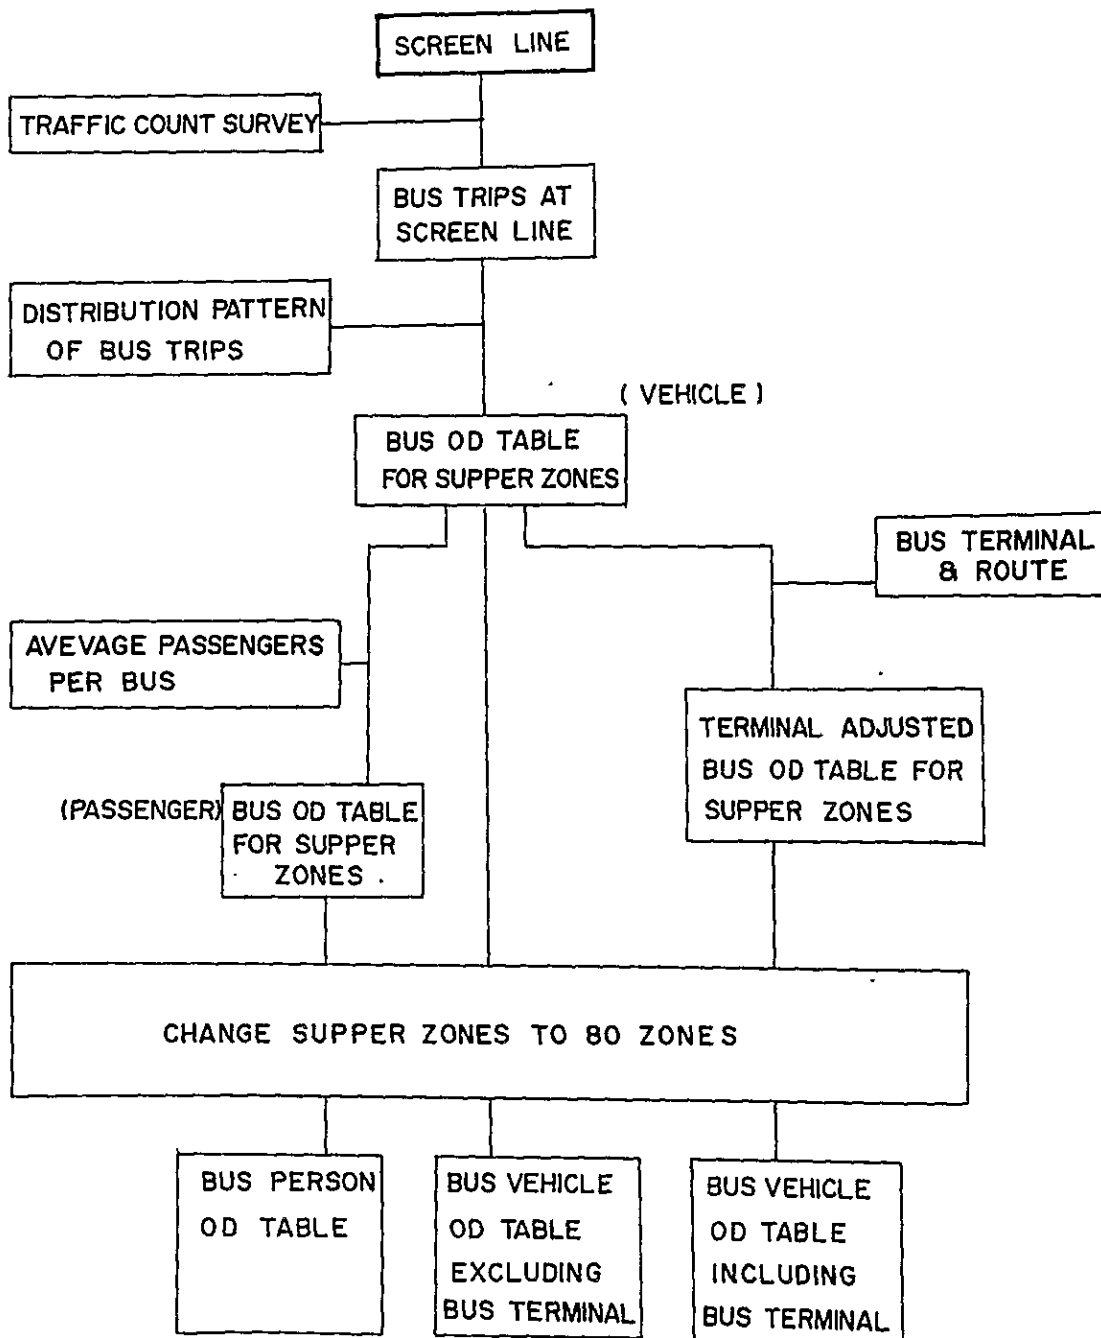 SCREEN LINE
TRAFFIC COUNT SURVEY
BUS TRIPS AT
SCREEN LINE
DISTRIBUTION PATTERN
OF BUS TRIPS
( VEHICLE )
BUS OD TABLE
FOR SUPPER ZONES
BUS TERMINAL
& ROUTE
AVEVAGE PASSENGERS
PER BUS
TERMINAL ADJUSTED
BUS OD TABLE FOR
SUPPER ZONES
(PASSENGER)
BUS OD TABLE
FOR SUPPER
ZONES
CHANGE SUPPER ZONES TO 80 ZONES
BUS PERSON
OD TABLE
BUS VEHICLE
OD TABLE
EXCLUDING
BUS TERMINAL
BUS VEHICLE
OD TABLE
INCLUDING
BUS TERMINAL